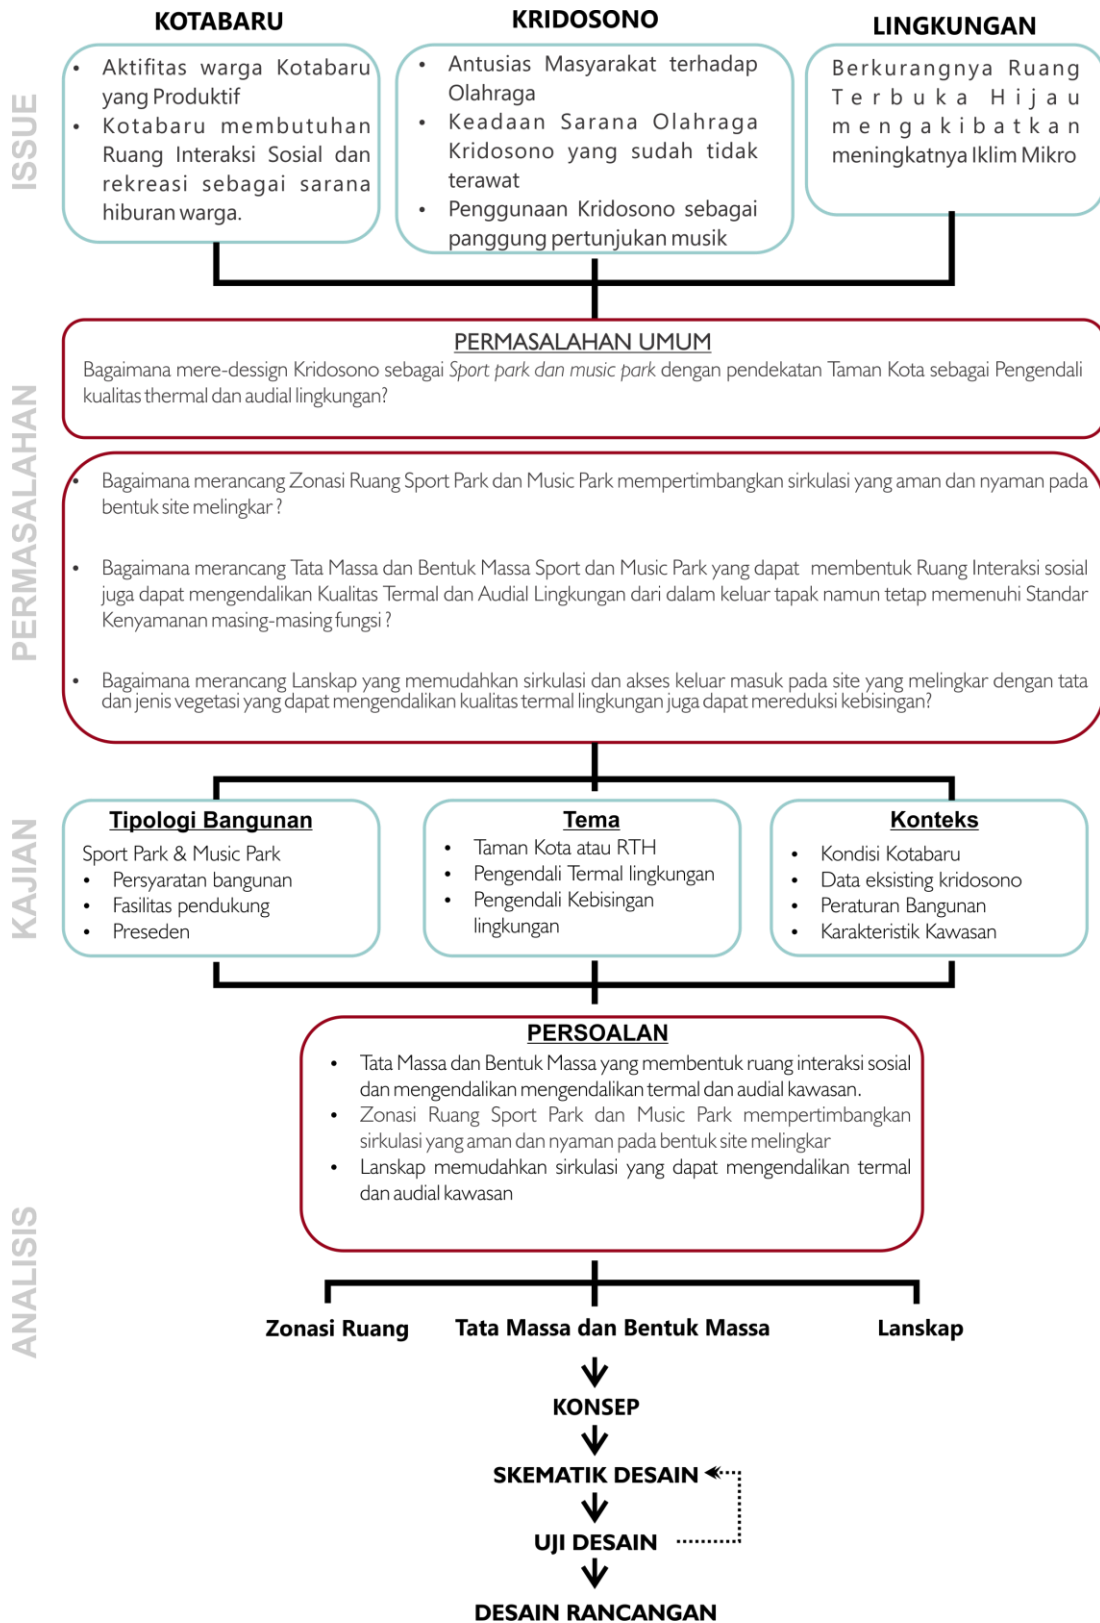 KOTABARU
KRIDOSONO
LINGKUNGAN
ISSUE
• Aktifitas warga Kotabaru
yang Produktif
• Kotabaru membutuhan
Ruang Interaksi Sosial dan
rekreasi sebagai sarana
hiburan warga.
• Antusias Masyarakat terhadap
Olahraga
• Keadaan Sarana Olahraga
Kridosono yang sudah tidak
terawat
• Penggunaan Kridosono sebagai
panggung pertunjukan musik
Berkurangnya Ruang
Terbuka Hijau
mengakibatkan
meningkatnya Iklim Mikro
PERMASALAHAN
PERMASALAHAN UMUM
Bagaimana mere-dessign Kridosono sebagai Sport park dan music park dengan pendekatan Taman Kota sebagai Pengendali
kualitas thermal dan audial lingkungan?
• Bagaimana merancang Zonasi Ruang Sport Park dan Music Park mempertimbangkan sirkulasi yang aman dan nyaman pada
bentuk site melingkar ?
• Bagaimana merancang Tata Massa dan Bentuk Massa Sport dan Music Park yang dapat membentuk Ruang Interaksi sosial
juga dapat mengendalikan Kualitas Termal dan Audial Lingkungan dari dalam keluar tapak namun tetap memenuhi Standar
Kenyamanan masing-masing fungsi ?
• Bagaimana merancang Lanskap yang memudahkan sirkulasi dan akses keluar masuk pada site yang melingkar dengan tata
dan jenis vegetasi yang dapat mengendalikan kualitas termal lingkungan juga dapat mereduksi kebisingan?
KAJIAN
Tipologi Bangunan
Sport Park & Music Park
• Persyaratan bangunan
• Fasilitas pendukung
• Preseden
Tema
• Taman Kota atau RTH
• Pengendali Termal lingkungan
• Pengendali Kebisingan
lingkungan
Konteks
• Kondisi Kotabaru
• Data eksisting kridosono
• Peraturan Bangunan
• Karakteristik Kawasan
ANALISIS
PERSOALAN
• Tata Massa dan Bentuk Massa yang membentuk ruang interaksi sosial
dan mengendalikan mengendalikan termal dan audial kawasan.
• Zonasi Ruang Sport Park dan Music Park mempertimbangkan
sirkulasi yang aman dan nyaman pada bentuk site melingkar
• Lanskap memudahkan sirkulasi yang dapat mengendalikan termal
dan audial kawasan
Zonasi Ruang
Tata Massa dan Bentuk Massa
Lanskap
KONSEP
SKEMATIK DESAIN
UJI DESAIN
DESAIN RANCANGAN